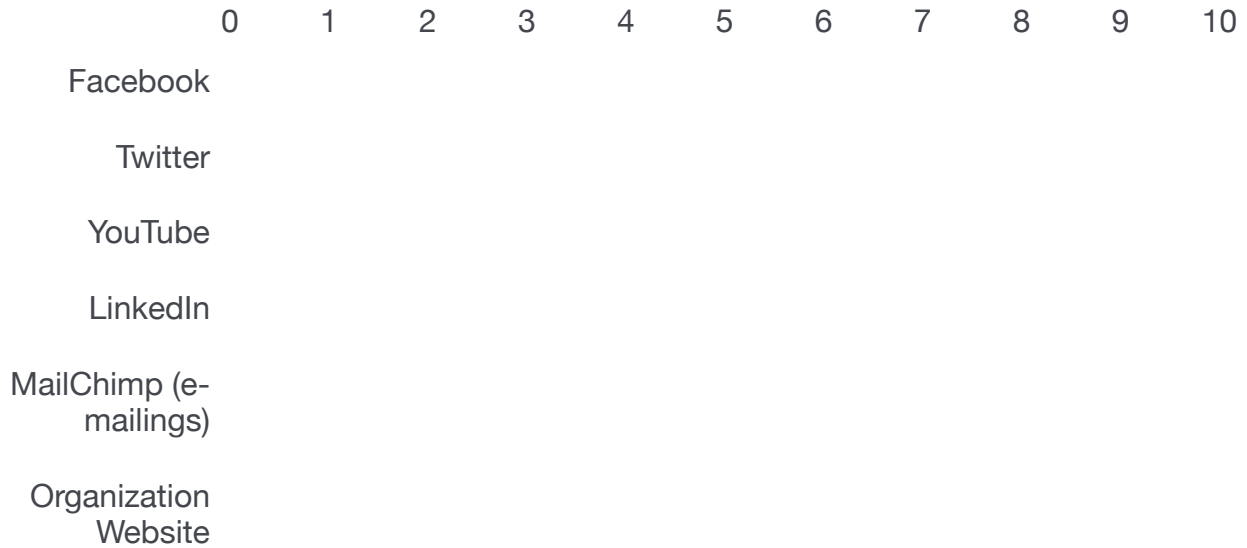 0 1 2 3 4 5 6 7 8 9 10
Facebook
Twitter
YouTube
LinkedIn
MailChimp (e-
mailings)
Organization
Website